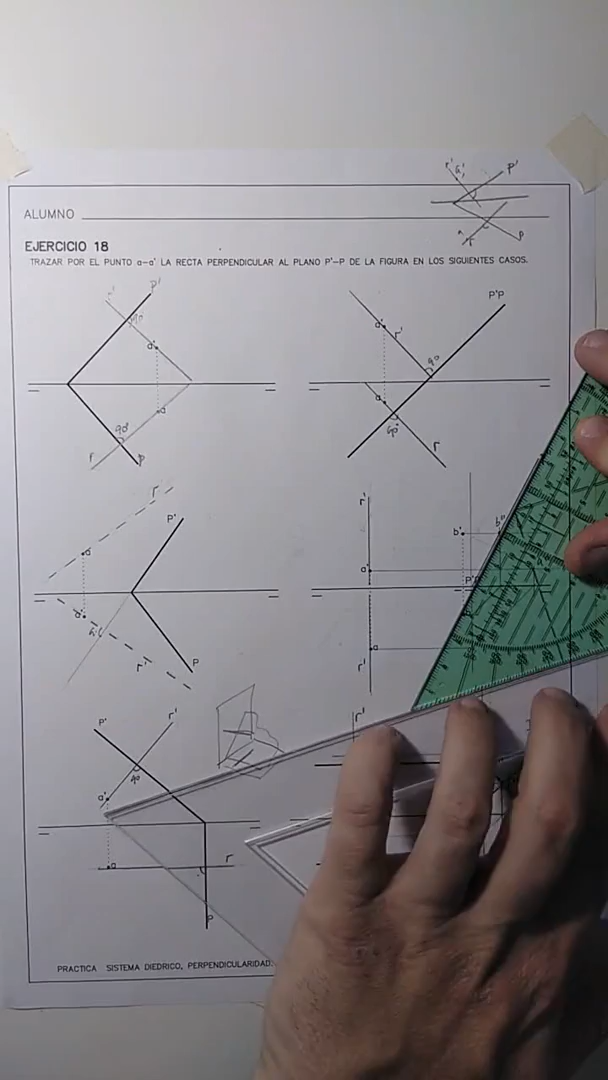 r' P'
r P
ALUMNO
EJERCICIO 18
TRAZAR POR EL PUNTO a-a' LA RECTA PERPENDICULAR AL PLANO P'-P DE LA FIGURA EN LOS SIGUIENTES CASOS.
r' P'
90°
a'
a
90°
r P
P'P
a' r'
90
a
90°
r
r
P'
a
a'
r' P
r'
b' b"
a'
P'
a
r'
P' r'
90
a'
a r
P
r'
PRACTICA SISTEMA DIEDRICO, PERPENDICULARIDAD.